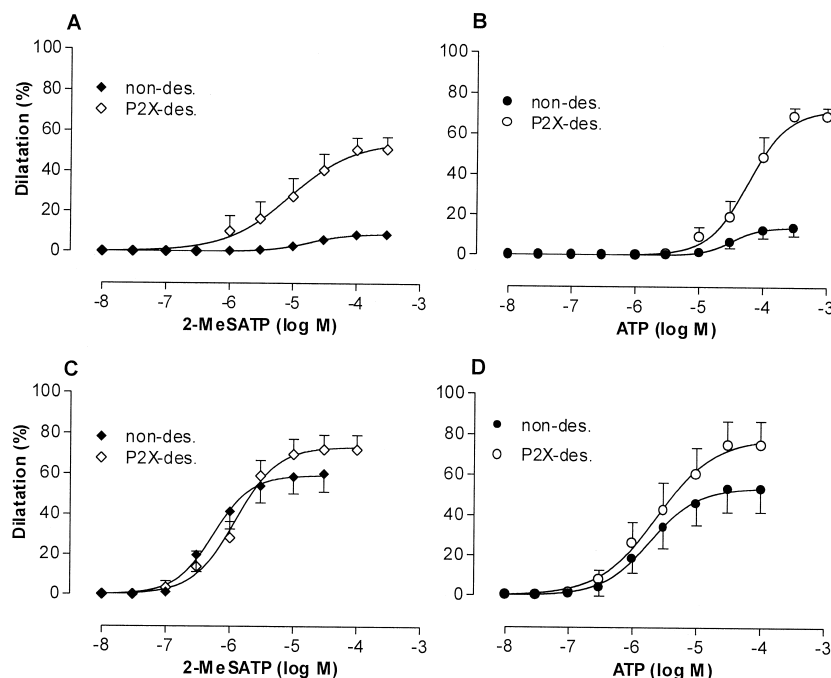 A
100
80
60
40
20
0
Dilatation (%)
non-des.
P2X-des.
-8 -7 -6 -5 -4 -3
2-MeSATP (log M)
B
100
80
60
40
20
0
non-des.
P2X-des.
-8 -7 -6 -5 -4 -3
ATP (log M)
C
100
80
60
40
20
0
Dilatation (%)
non-des.
P2X-des.
-8 -7 -6 -5 -4 -3
2-MeSATP (log M)
D
100
80
60
40
20
0
non-des.
P2X-des.
-8 -7 -6 -5 -4 -3
ATP (log M)